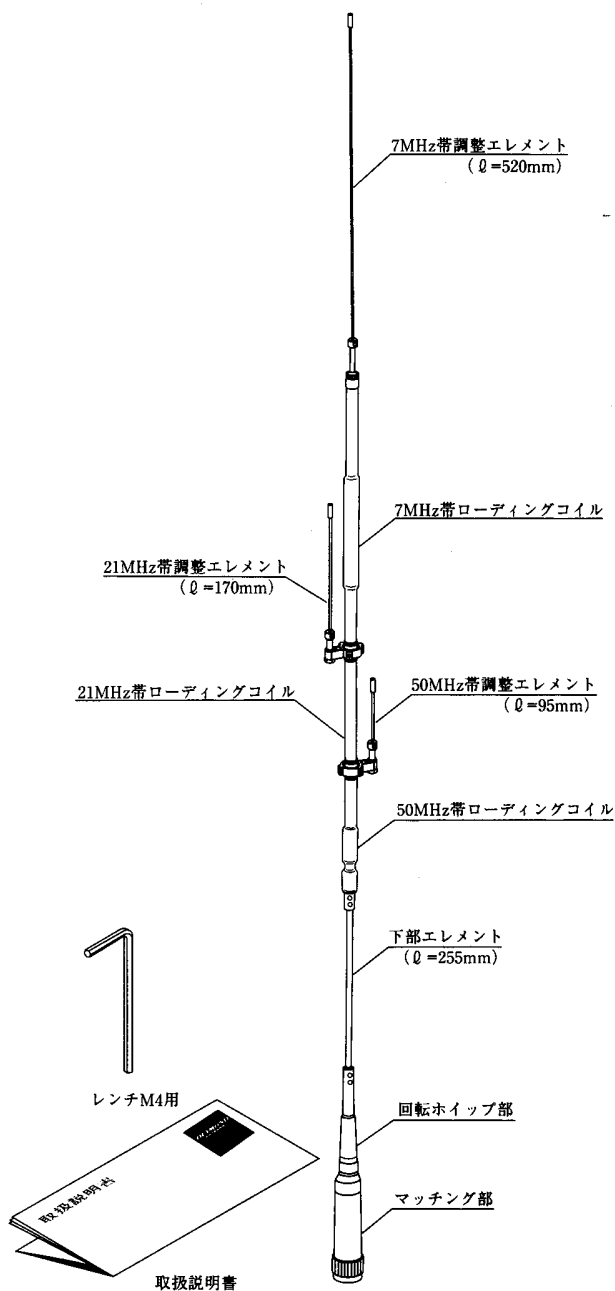 7MHz帯調整エレメント
(ℓ=520mm)
7MHz帯ローディングコイル
21MHz帯調整エレメント
(ℓ=170mm)
21MHz帯ローディングコイル
50MHz帯調整エレメント
(ℓ=95mm)
50MHz帯ローディングコイル
下部エレメント
(ℓ=255mm)
レンチM4用
回転ホイップ部
取扱説明書
マッチング部
取扱説明書